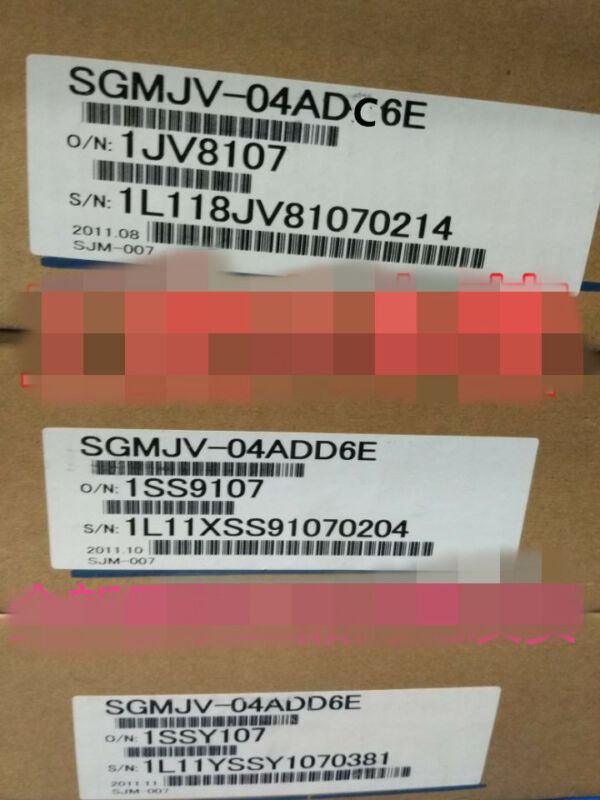 SGMJV-04ADC6E
O/N: 1JV8107
S/N: 1L118JV81070214
2011.08
SJM-007
SGMJV-04ADD6E
O/N: 1SS9107
S/N: 1L11XSS91070204
2011.10
SJM-007
SGMJV-04ADD6E
O/N: 1SSY107
S/N: 1L11YSSY1070381
2011.11
SJM-007